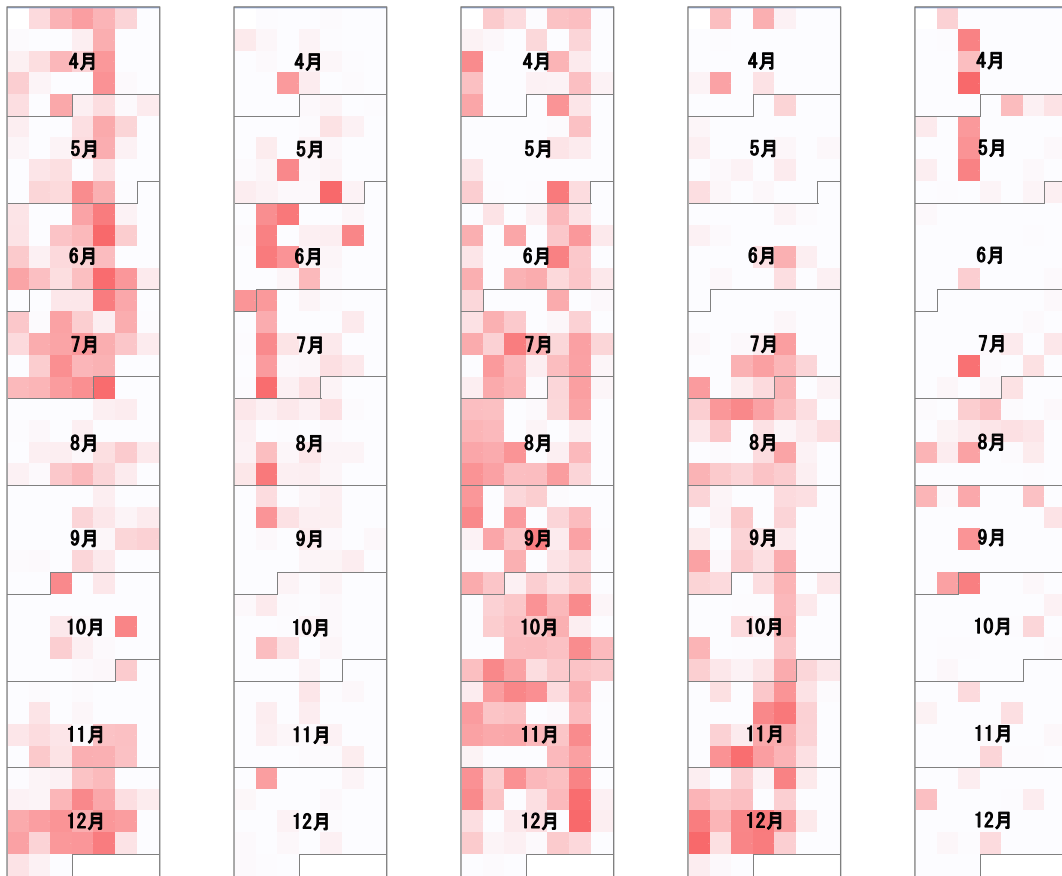 4月 4月 4月 4月 4月
5月 5月 5月 5月 5月
6月 6月 6月 6月 6月
7月 7月 7月 7月 7月
8月 8月 8月 8月 8月
9月 9月 9月 9月 9月
10月 10月 10月 10月 10月
11月 11月 11月 11月 11月
12月 12月 12月 12月 12月